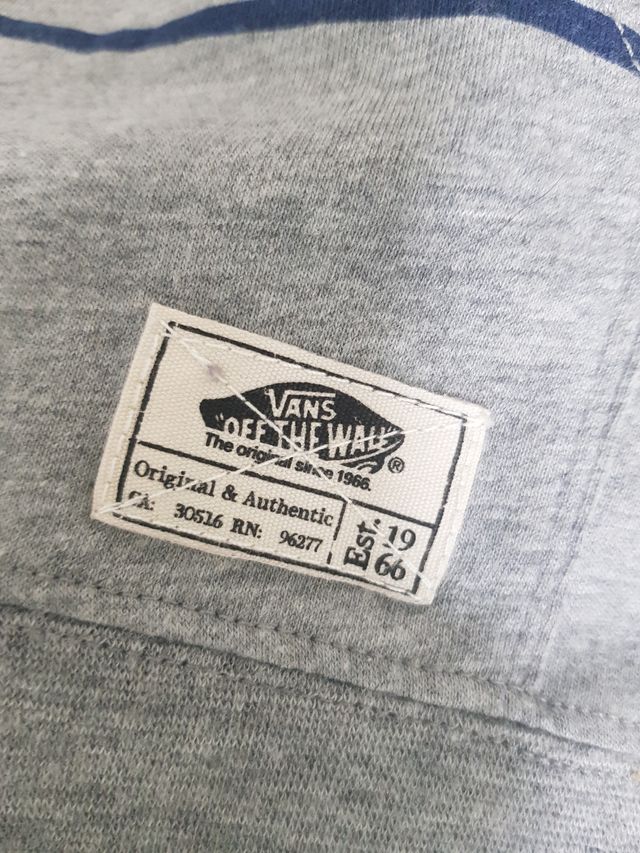 VANS
"OFF THE WALL"
®
The original since 1966.
Original & Authentic
CA: 30516 RN: 96277
Est. 19
66